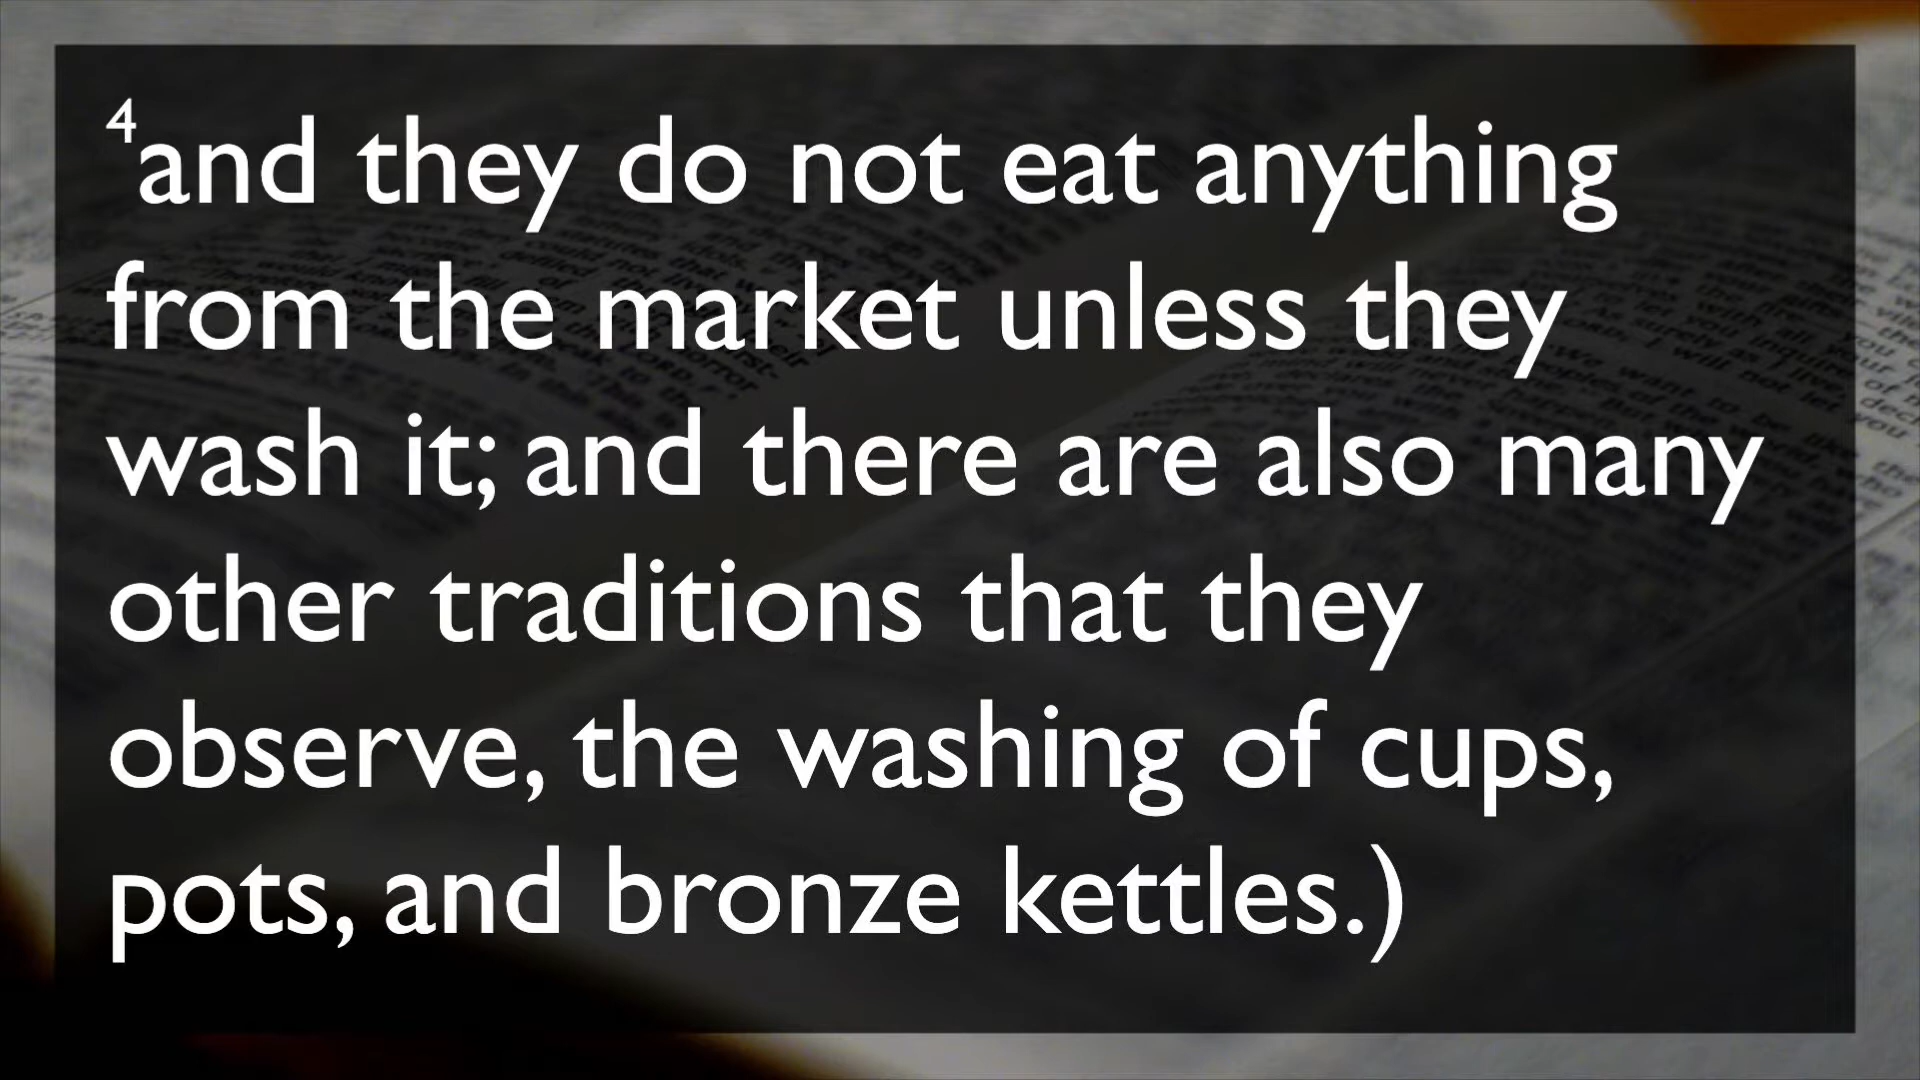 4and they do not eat anything
from the market unless they
wash it; and there are also many
other traditions that they
observe, the washing of cups,
pots, and bronze kettles.)